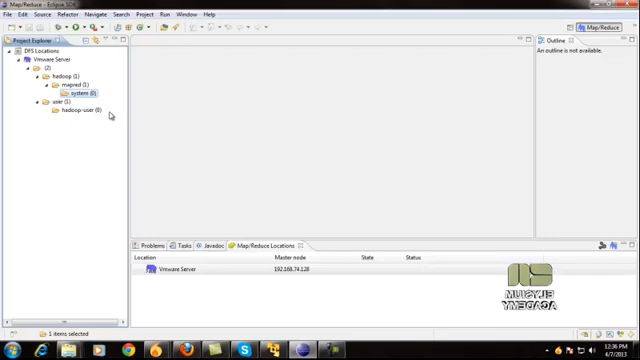 Map/Reduce - Eclipse SDK
File Edit Source Refactor Navigate Search Project Run Window Help
Map/Reduce
Project Explorer
DFS Locations
Vmware Server
(2)
hadoop (1)
mapred (1)
system (0)
user (1)
hadoop-user (0)
Outline
An outline is not available.
Problems Tasks Javadoc Map/Reduce Locations
Location Master node State Status
Vmware Server 192.168.74.128
ELYSIUM
ACADEMY
1 items selected
12:36 PM
4/7/2013